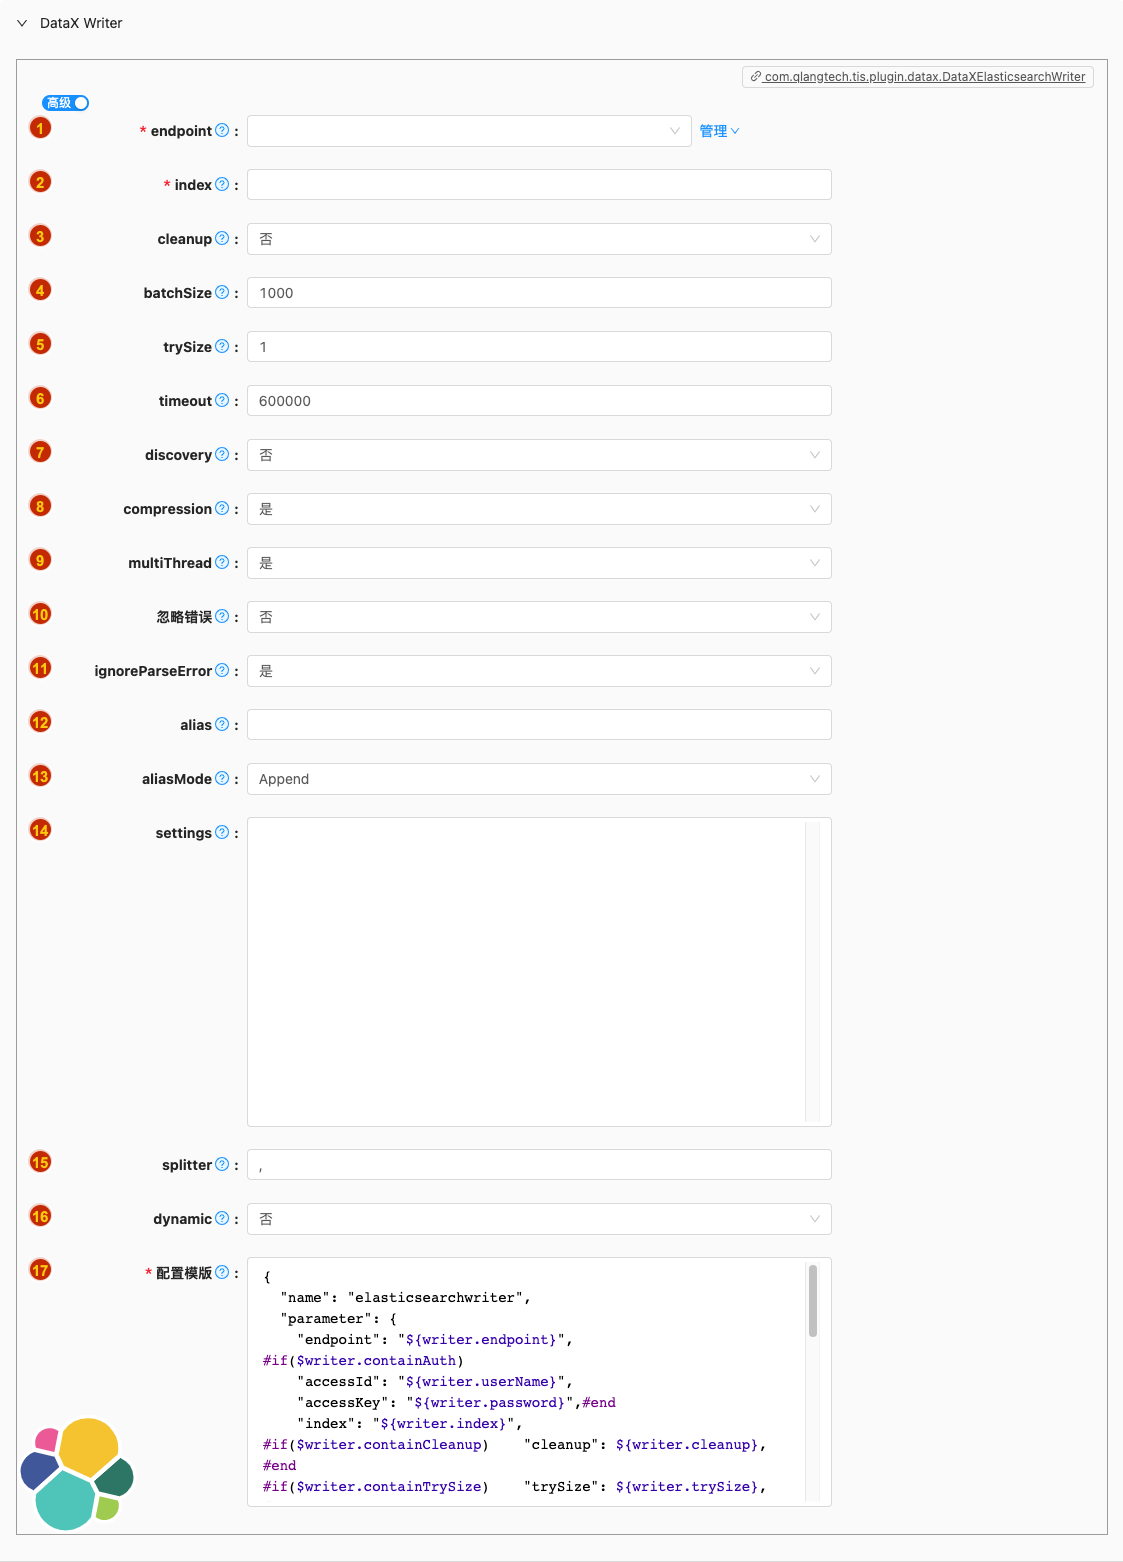 DataX Writer
com.qlangtech.tis.plugin.datax.DataXElasticsearchWriter
高级
1 * endpoint ? : 管理
2 * index ? :
3 cleanup ? : 否
4 batchSize ? : 1000
5 trySize ? : 1
6 timeout ? : 600000
7 discovery ? : 否
8 compression ? : 是
9 multiThread ? : 是
10 忽略错误 ? : 否
11 ignoreParseError ? : 是
12 alias ? :
13 aliasMode ? : Append
14 settings ? :
15 splitter ? : ,
16 dynamic ? : 否
17 * 配置模版 ? : {
"name": "elasticsearchwriter",
"parameter": {
"endpoint": "${writer.endpoint}",
#if($writer.containAuth)
"accessId": "${writer.userName}",
"accessKey": "${writer.password}",#end
"index": "${writer.index}",
#if($writer.containCleanup) "cleanup": ${writer.cleanup},
#end
#if($writer.containTrySize) "trySize": ${writer.trySize},